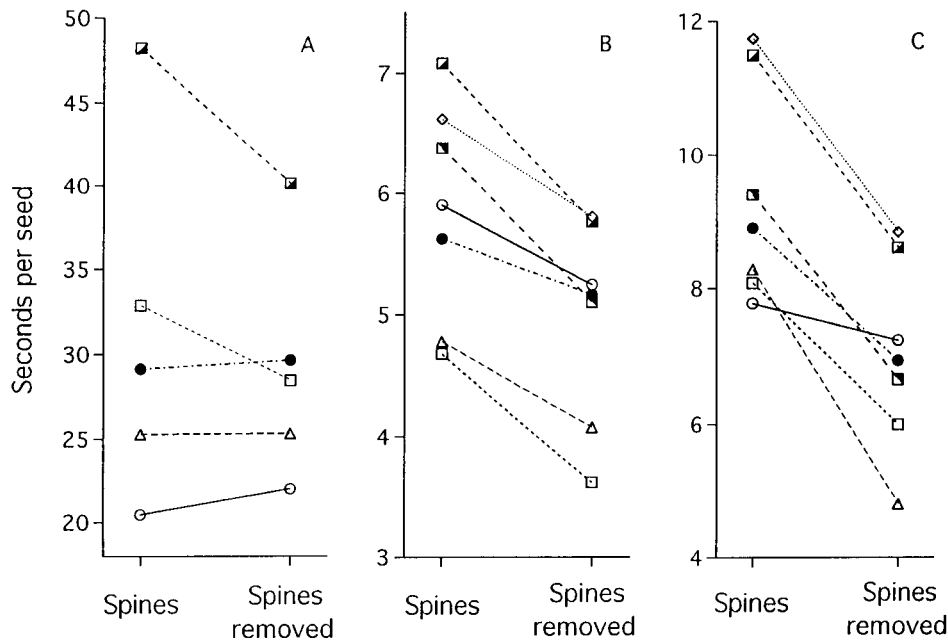 Seconds per seed
A
50
45
40
35
30
25
20
Spines
Spines
removed
B
7
6
5
4
3
Spines
Spines
removed
C
12
10
8
6
4
Spines
Spines
removed